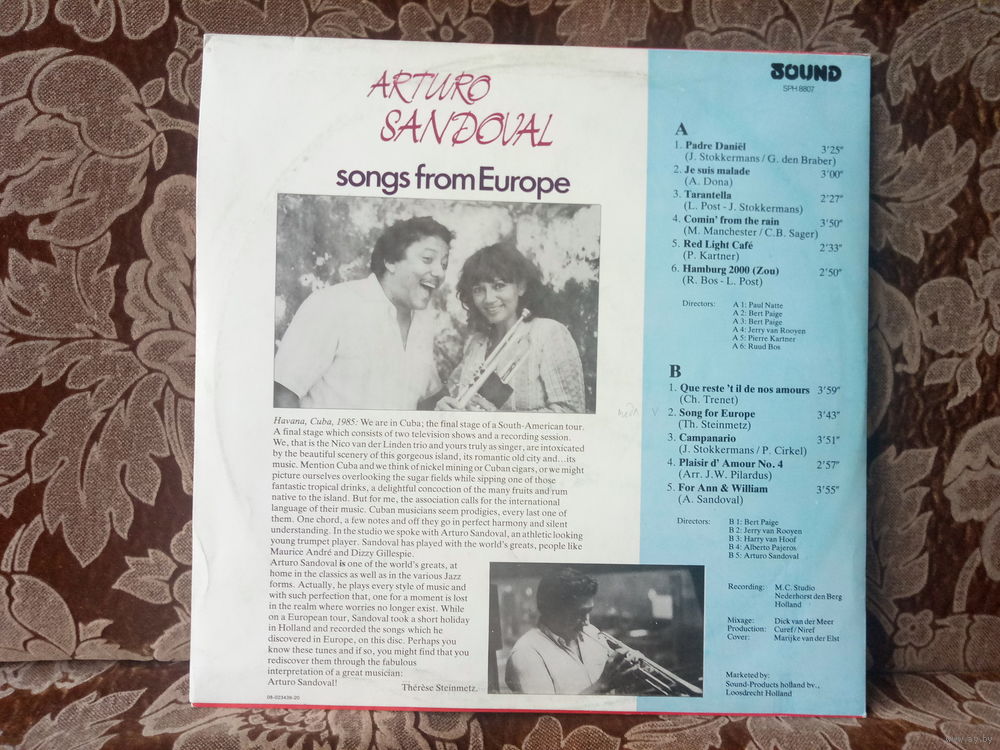 ARTURO
SANDOVAL
songs from Europe
Havana, Cuba, 1985: We are in Cuba; the final stage of a South-American tour.
A final stage which consists of two television shows and a recording session.
We, that is the Nico van der Linden trio and yours truly as singer, are intoxicated
by the beautiful scenery of this gorgeous island, its romantic old city and...its
music. Mention Cuba and we think of nickel mining or Cuban cigars, or we might
picture ourselves overlooking the sugar fields while sipping one of those
fantastic tropical drinks, a delightful concoction of the many fruits and rum
native to the island. But for me, the association calls for the international
language of their music. Cuban musicians seem prodigies, every last one of
them. One chord, a few notes and off they go in perfect harmony and silent
understanding. In the studio we spoke with Arturo Sandoval, an athletic looking
young trumpet player. Sandoval has played with the world's greats, people like
Maurice André and Dizzy Gillespie.
Arturo Sandoval is one of the world's greats, at
home in the classics as well as in the various Jazz
forms. Actually, he plays every style of music and
with such perfection that, one for a moment is lost
in the realm where worries no longer exist. While
on a European tour, Sandoval took a short holiday
in Holland and recorded the songs which he
discovered in Europe, on this disc. Perhaps you
know these tunes and if so, you might find that you
rediscover them through the fabulous
interpretation of a great musician:
Arturo Sandoval!
Thérèse Steinmetz.
08-023436-20
SOUND
SPH 8807
A
1. Padre Daniël 3'25"
(J. Stokkermans / G. den Braber)
2. Je suis malade 3'00"
(A. Dona)
3. Tarantella 2'27"
(L. Post - J. Stokkermans)
4. Comin' from the rain 3'50"
(M. Manchester / C.B. Sager)
5. Red Light Café 2'33"
(P. Kartner)
6. Hamburg 2000 (Zou) 2'50"
(R. Bos - L. Post)
Directors: A 1: Paul Natte
A 2: Bert Paige
A 3: Bert Paige
A 4: Jerry van Rooyen
A 5: Pierre Kartner
A 6: Ruud Bos
B
1. Que reste 't il de nos amours 3'59"
(Ch. Trenet)
2. Song for Europe 3'43"
(Th. Steinmetz)
3. Campanario 3'51"
(J. Stokkermans / P. Cirkel)
4. Plaisir d' Amour No. 4 2'57"
(Arr. J.W. Pilardus)
5. For Ann & William 3'55"
(A. Sandoval)
Directors: B 1: Bert Paige
B 2: Jerry van Rooyen
B 3: Harry van Hoof
B 4: Alberto Pajeros
B 5: Arturo Sandoval
Recording: M.C. Studio
Nederhorst den Berg
Holland
Mixage: Dick van der Meer
Production: Curef / Niref
Cover: Marijke van der Elst
Marketed by:
Sound-Products holland bv.,
Loosdrecht Holland
www.ay.by